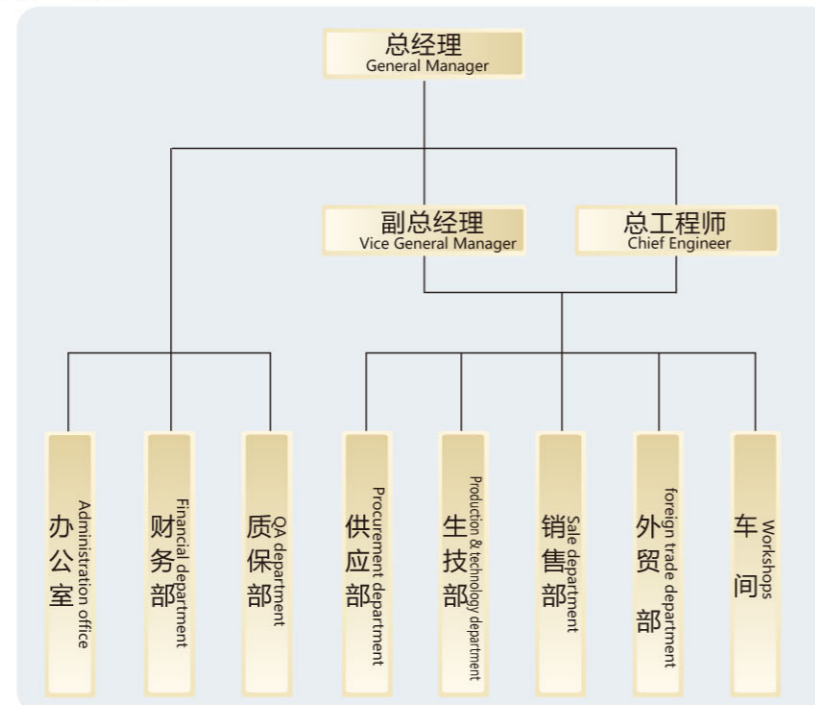 总经理
General Manager
副总经理
Vice General Manager
总工程师
Chief Engineer
办公室
Administration office
财务部
Financial department
质保部
QA department
供应部
Procurement department
生技部
Production & technology department
销售部
Sale department
外贸 部
foreign trade department
车 间
Workshops